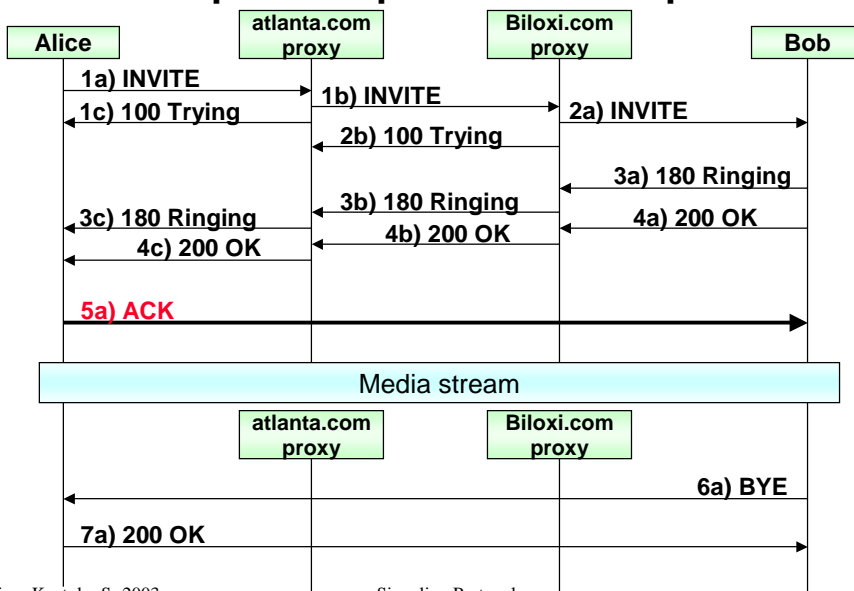 Alice
atlanta.com
proxy
Biloxi.com
proxy
Bob
1a) INVITE
1b) INVITE
1c) 100 Trying
2a) INVITE
2b) 100 Trying
3a) 180 Ringing
3b) 180 Ringing
3c) 180 Ringing
4a) 200 OK
4b) 200 OK
4c) 200 OK
5a) ACK
Media stream
atlanta.com
proxy
Biloxi.com
proxy
6a) BYE
7a) 200 OK